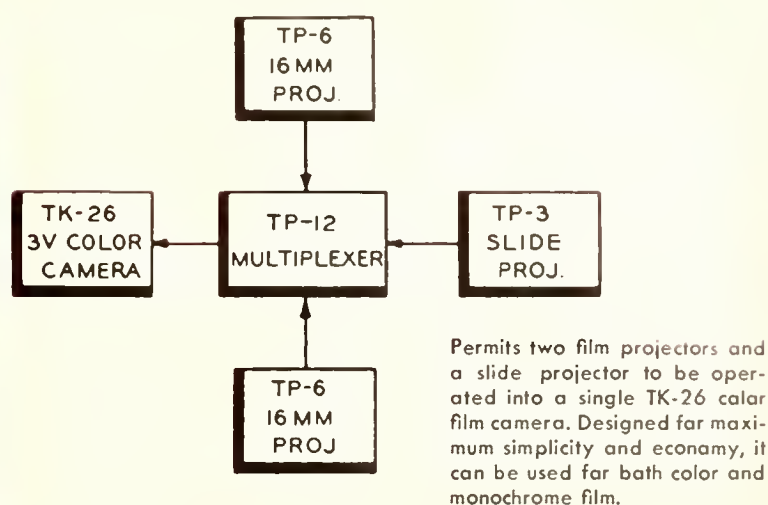 TP-6
16 MM
PROJ.
TK-26
3V COLOR
CAMERA
TP-12
MULTIPLEXER
TP-3
SLIDE
PROJ.
TP-6
16 MM
PROJ
Permits two film projectors and
a slide projector to be oper-
ated into a single TK-26 calar
film camera. Designed far maxi-
mum simplicity and economy, it
can be used far bath color and
monochrome film.